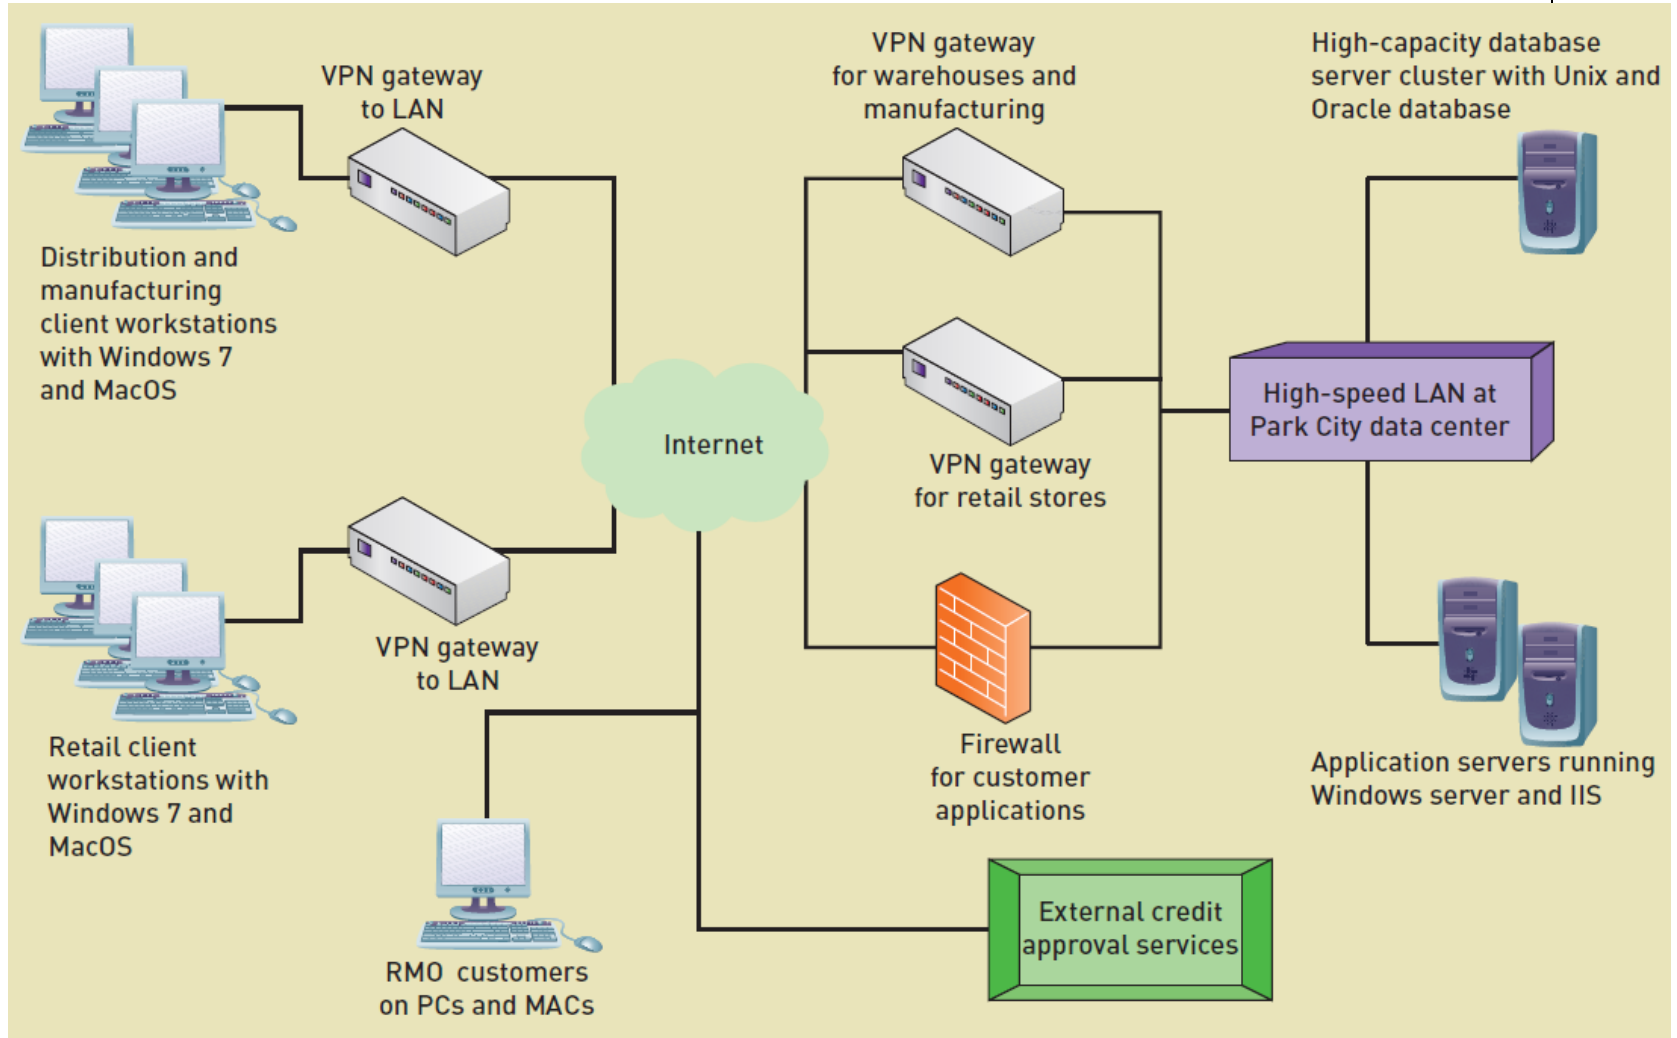 VPN gateway
to LAN
VPN gateway
for warehouses and
manufacturing
High-capacity database
server cluster with Unix and
Oracle database
Distribution and
manufacturing
client workstations
with Windows 7
and MacOS
Internet
High-speed LAN at
Park City data center
VPN gateway
for retail stores
VPN gateway
to LAN
Retail client
workstations with
Windows 7 and
MacOS
Firewall
for customer
applications
Application servers running
Windows server and IIS
External credit
approval services
RMO customers
on PCs and MACs